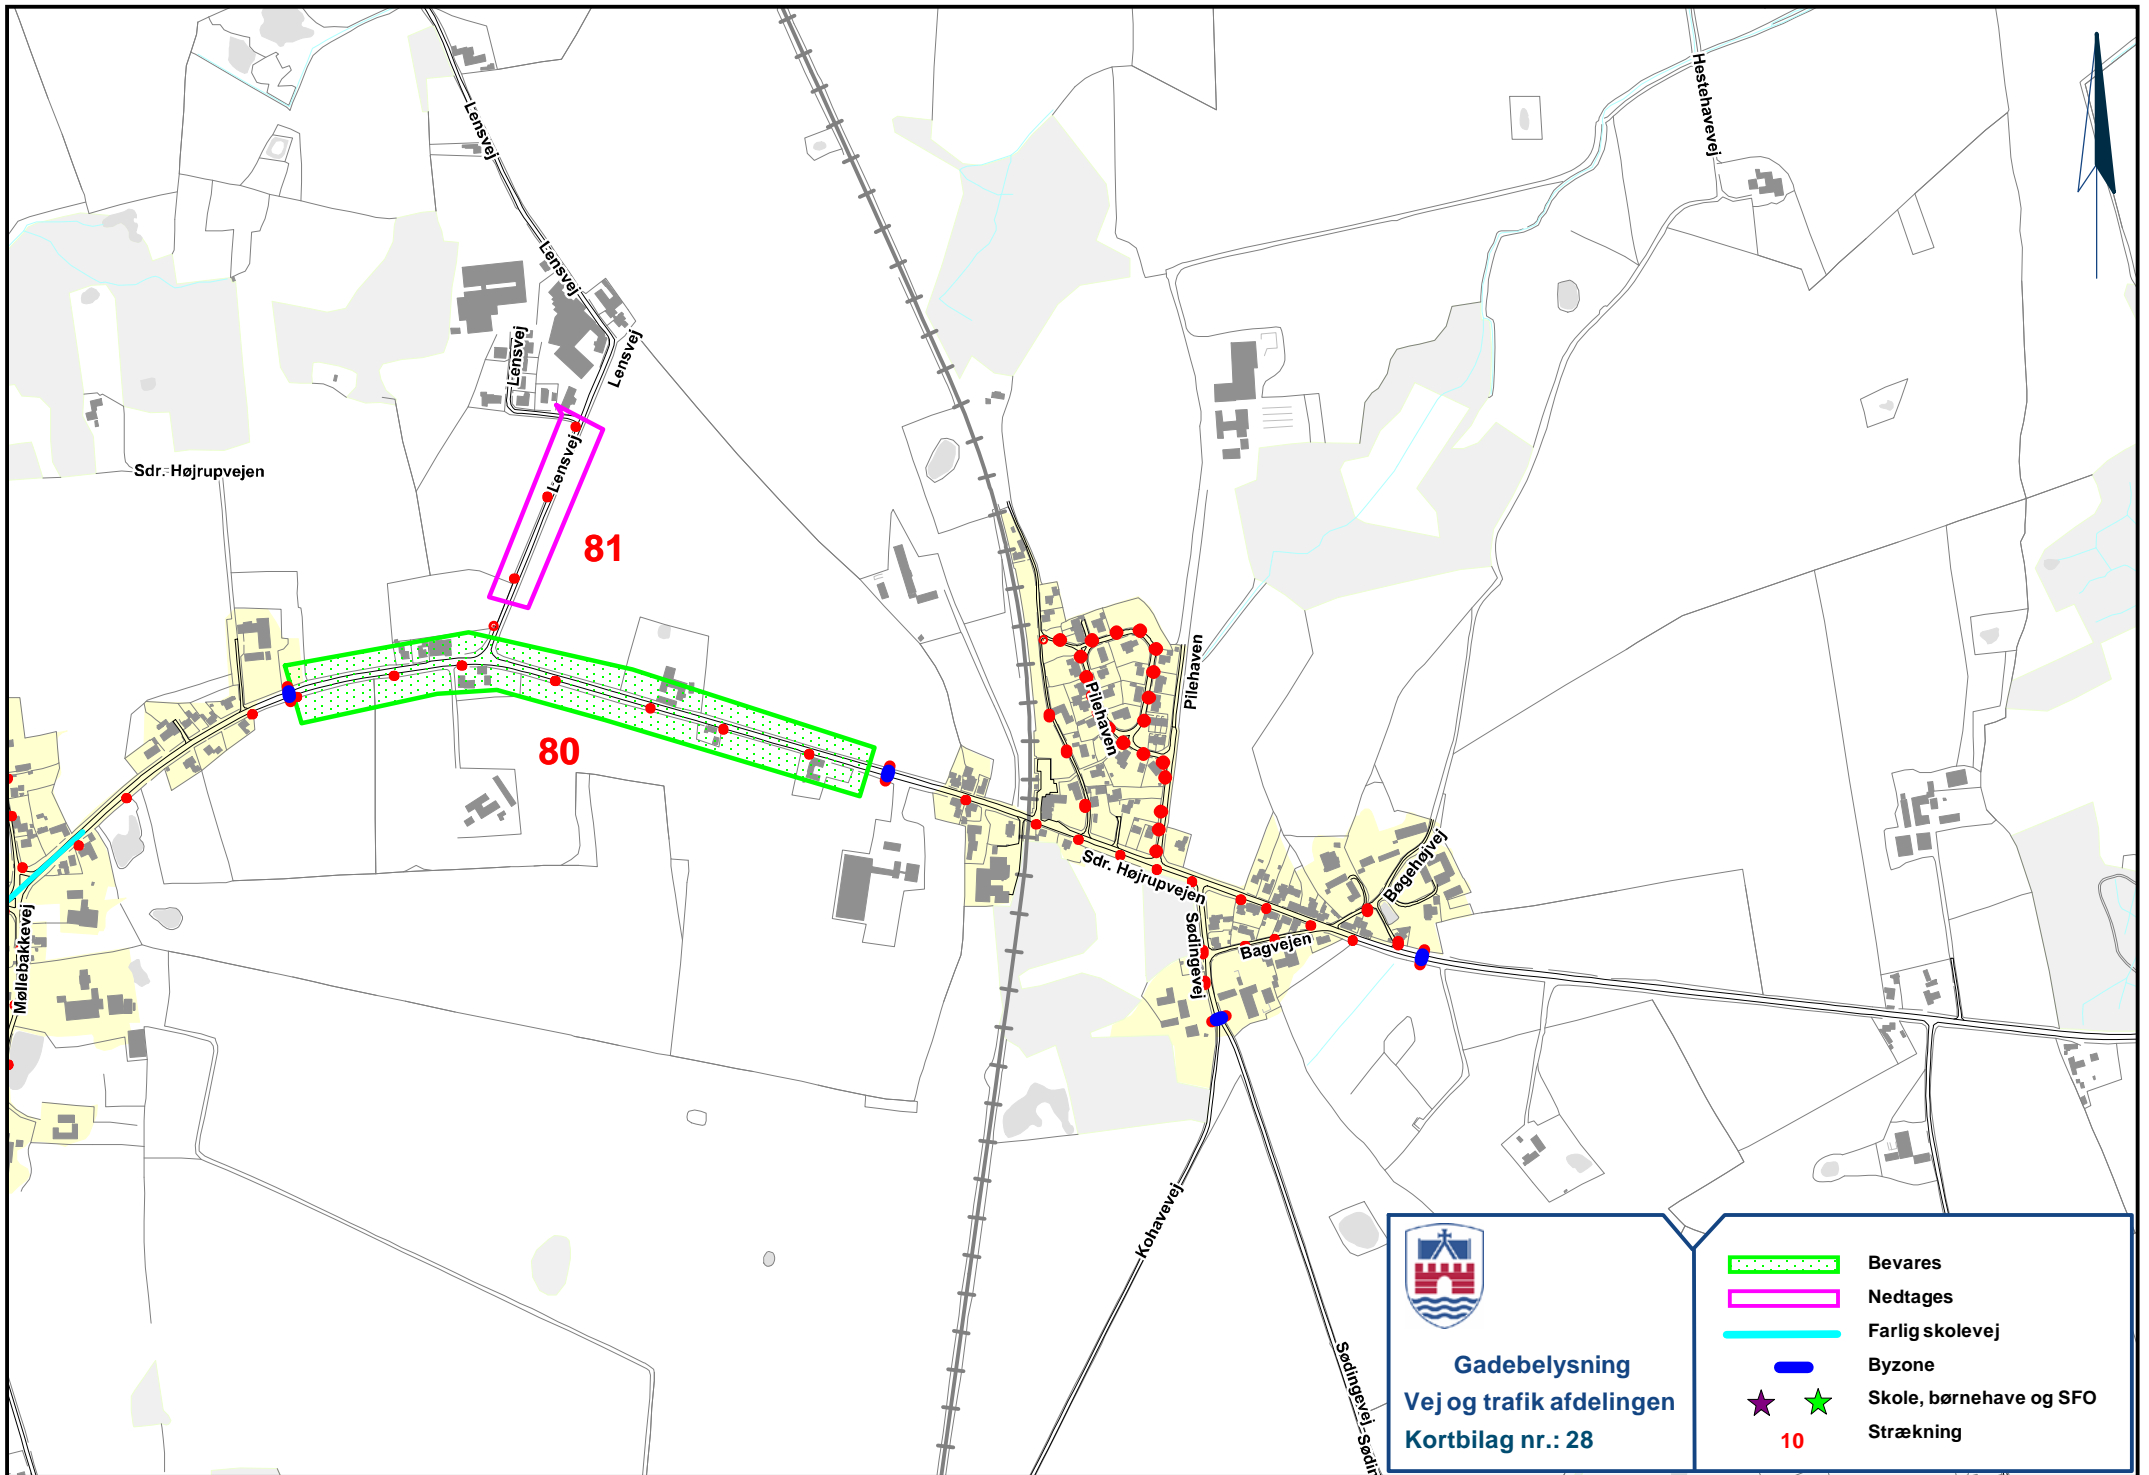 Lensvej
Hestehavevej
Lensvej
Lensvej
Lensvej
Lensvej
Sdr. Højrupvejen
81
Pilehaven
Pilehaven
80
Sdr. Højrupvejen
Bøgehøjvej
Bagvejen
Sødingevej
Møllebakkevej
Kohavevej
Sødingevej
Gadebelysning
Vej og trafik afdelingen
Kortbilag nr.: 28
Bevares
Nedtages
Farlig skolevej
Byzone
Skole, børnehave og SFO
10
Strækning